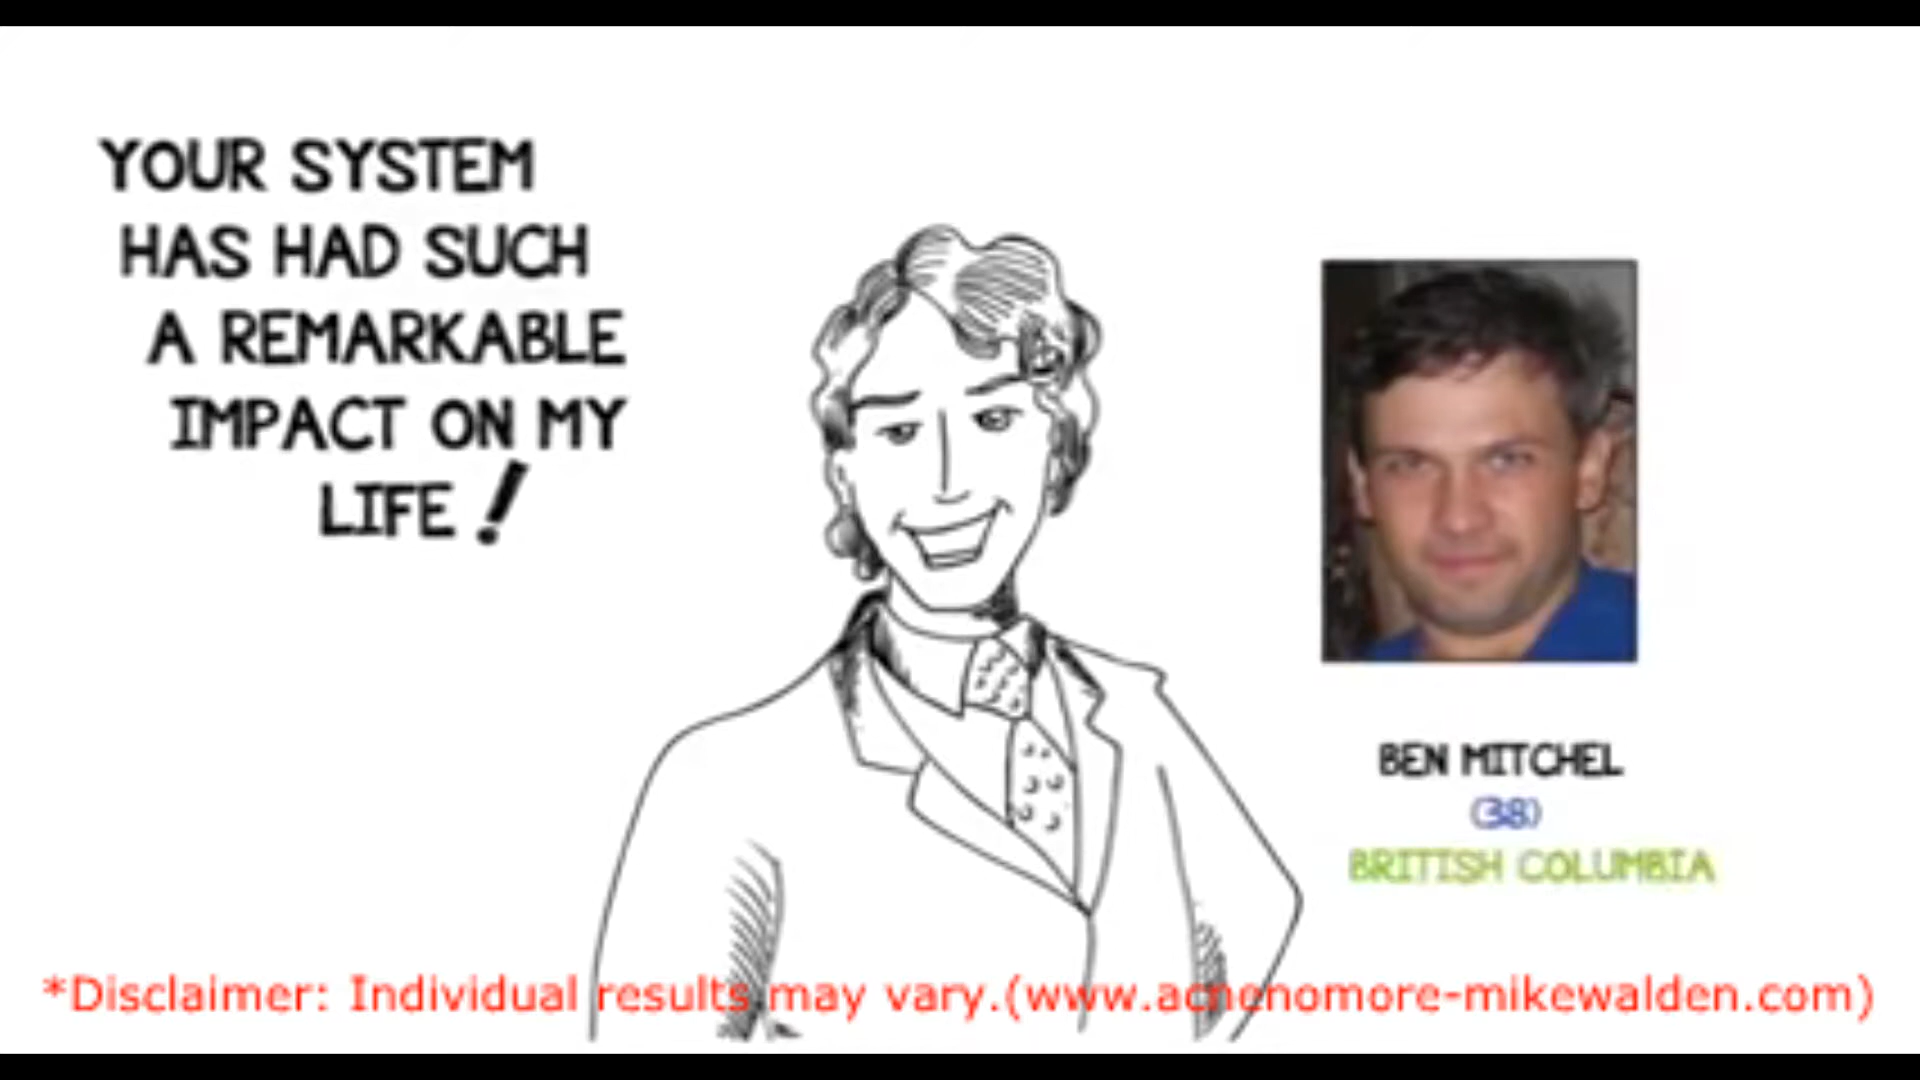 YOUR SYSTEM
HAS HAD SUCH
A REMARKABLE
IMPACT ON MY
LIFE!
BEN MITCHEL
(38)
BRITISH COLUMBIA
*Disclaimer: Individual results may vary.(www.acnenomore-mikewalden.com)